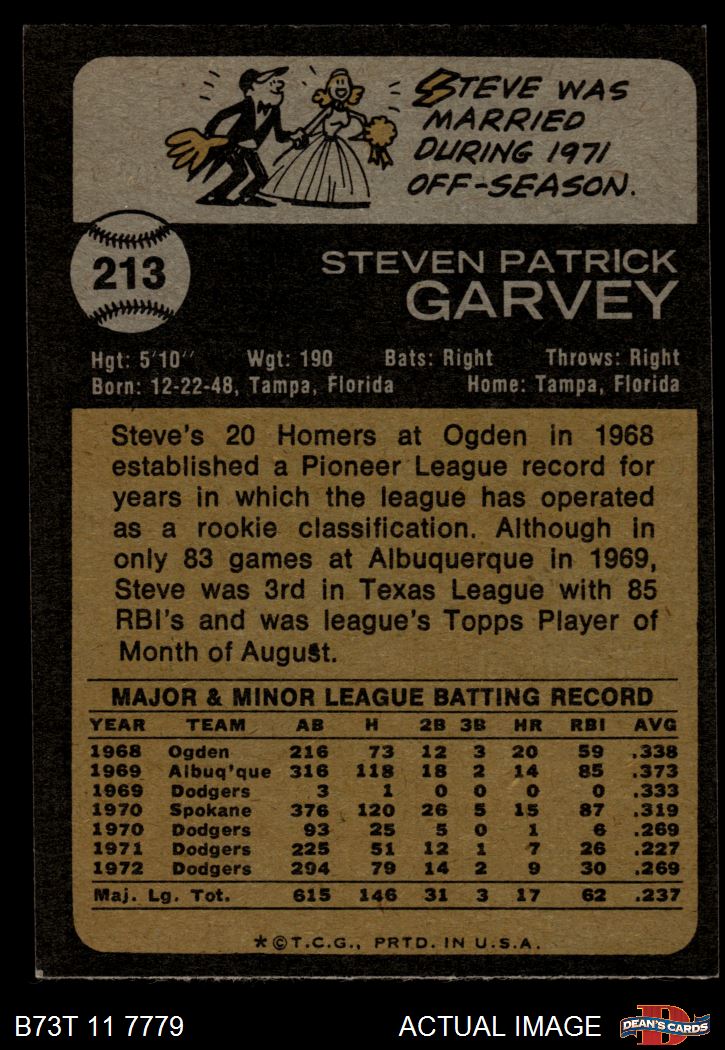 STEVE WAS
MARRIED
DURING 1971
OFF-SEASON.
213
STEVEN PATRICK
GARVEY
Hgt: 5'10" Wgt: 190 Bats: Right Throws: Right
Born: 12-22-48, Tampa, Florida Home: Tampa, Florida
Steve's 20 Homers at Ogden in 1968
established a Pioneer League record for
years in which the league has operated
as a rookie classification. Although in
only 83 games at Albuquerque in 1969,
Steve was 3rd in Texas League with 85
RBI's and was league's Topps Player of
Month of August.
MAJOR & MINOR LEAGUE BATTING RECORD
YEAR TEAM AB H 2B 3B HR RBI AVG
1968 Ogden 216 73 12 3 20 59 .338
1969 Albuq'que 316 118 18 2 14 85 .373
1969 Dodgers 3 1 0 0 0 0 .333
1970 Spokane 376 120 26 5 15 87 .319
1970 Dodgers 93 25 5 0 1 6 .269
1971 Dodgers 225 51 12 1 7 26 .227
1972 Dodgers 294 79 14 2 9 30 .269
Maj. Lg. Tot. 615 146 31 3 17 62 .237
*©T.C.G., PRTD. IN U.S.A.
B73T 11 7779 ACTUAL IMAGE D DEAN'S CARDS